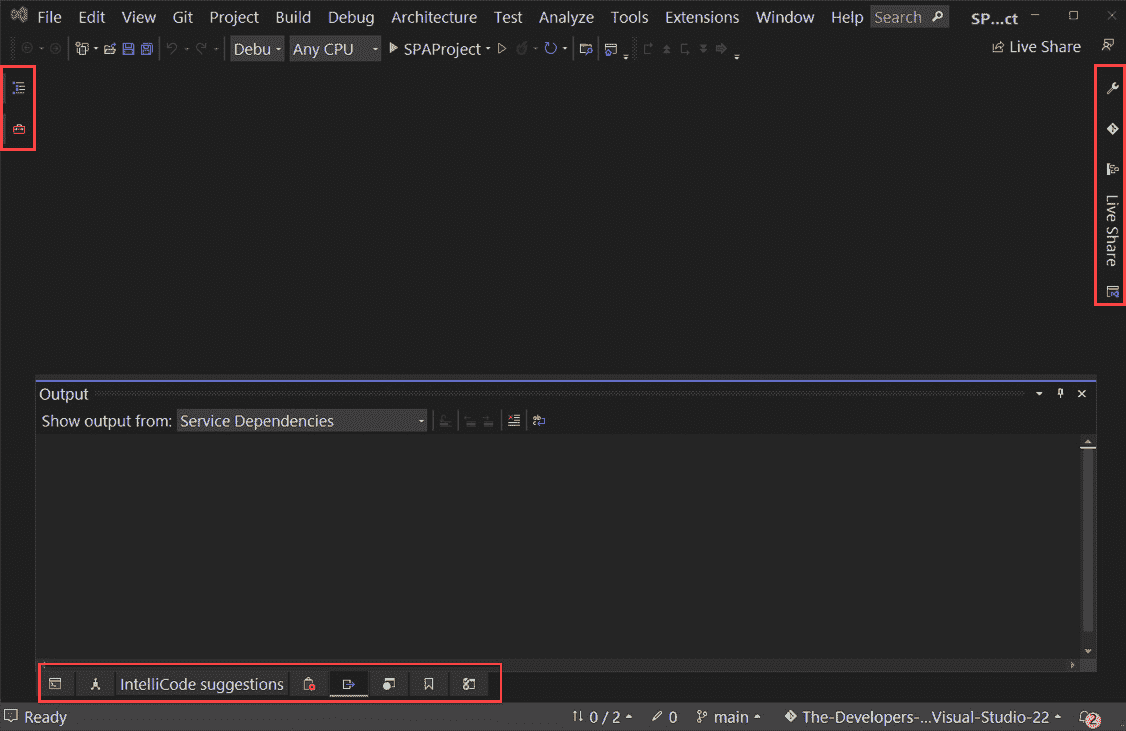 File Edit View Git Project Build Debug Architecture Test Analyze Tools Extensions Window Help Search SP...ct
Debu Any CPU SPAProject Live Share
Live Share
Output
Show output from: Service Dependencies
IntelliCode suggestions
Ready 0 / 2 0 main The-Developers-...Visual-Studio-22 2